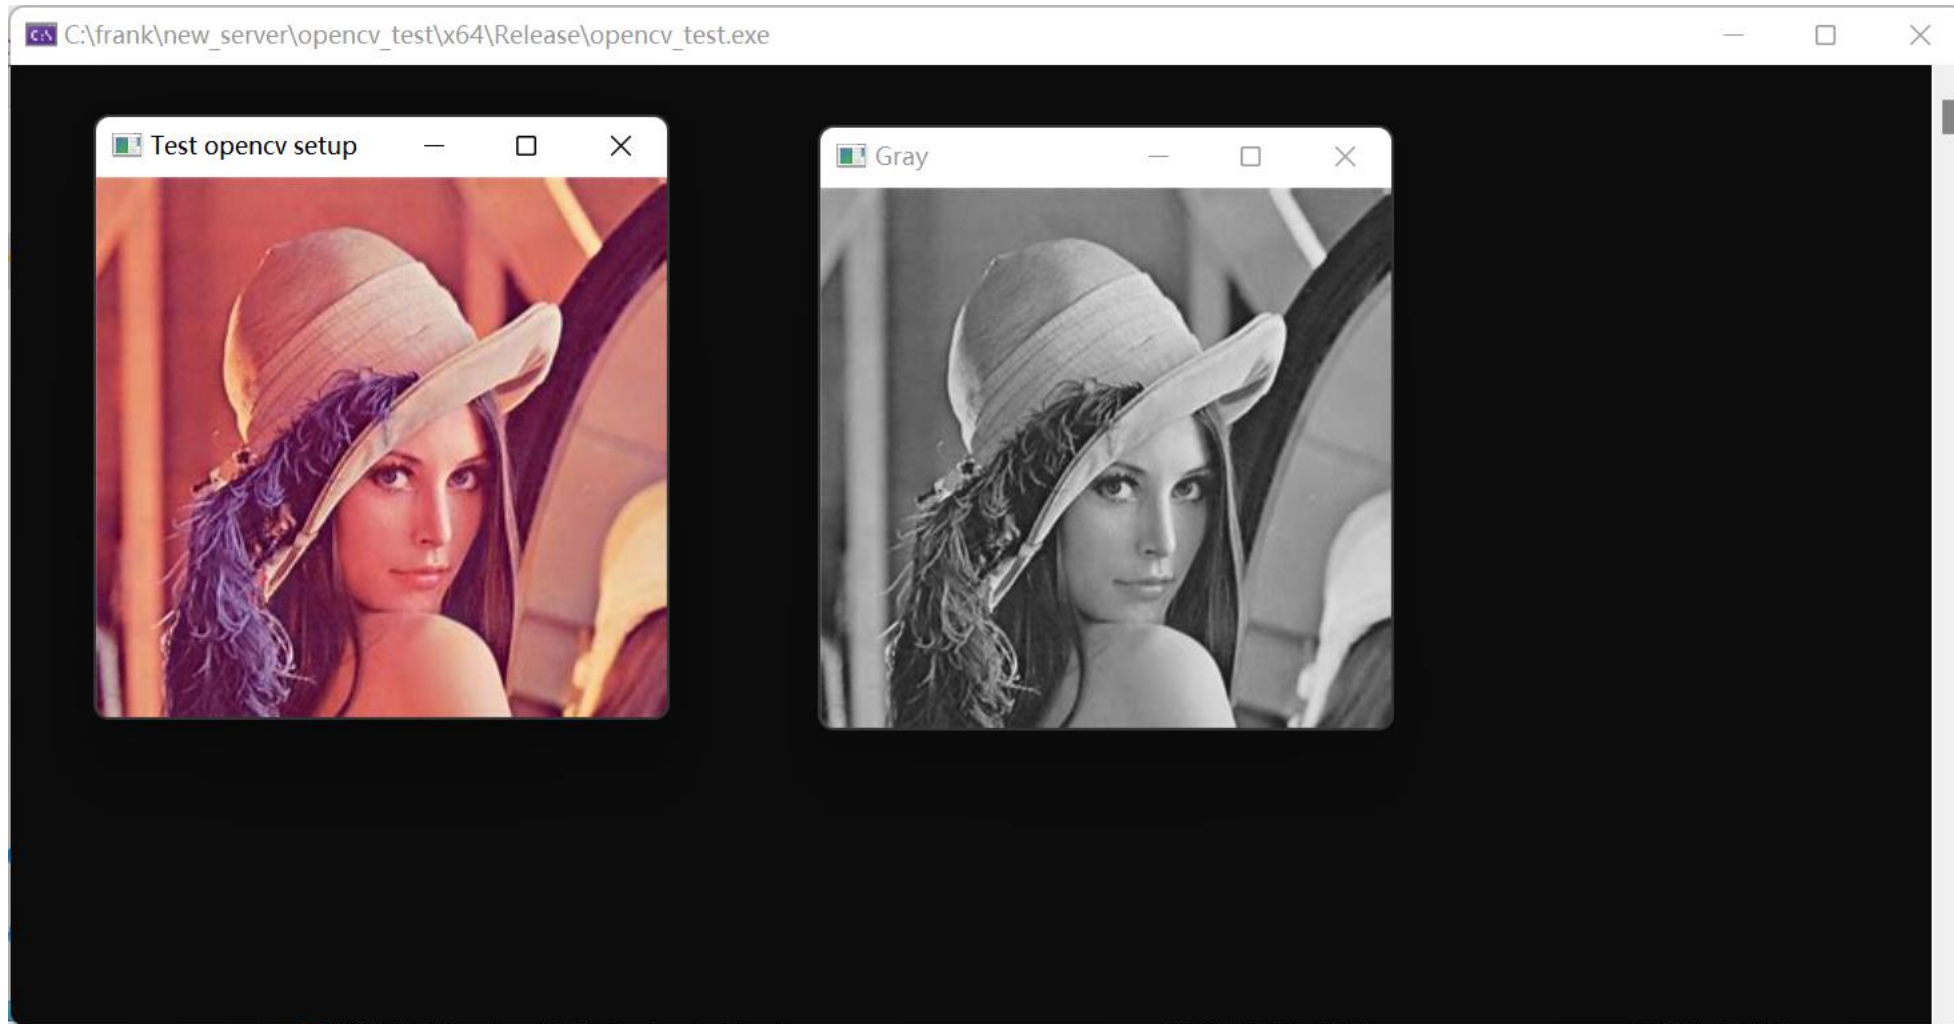 C:\frank\new_server\opencv_test\x64\Release\opencv_test.exe
Test opencv setup
Gray